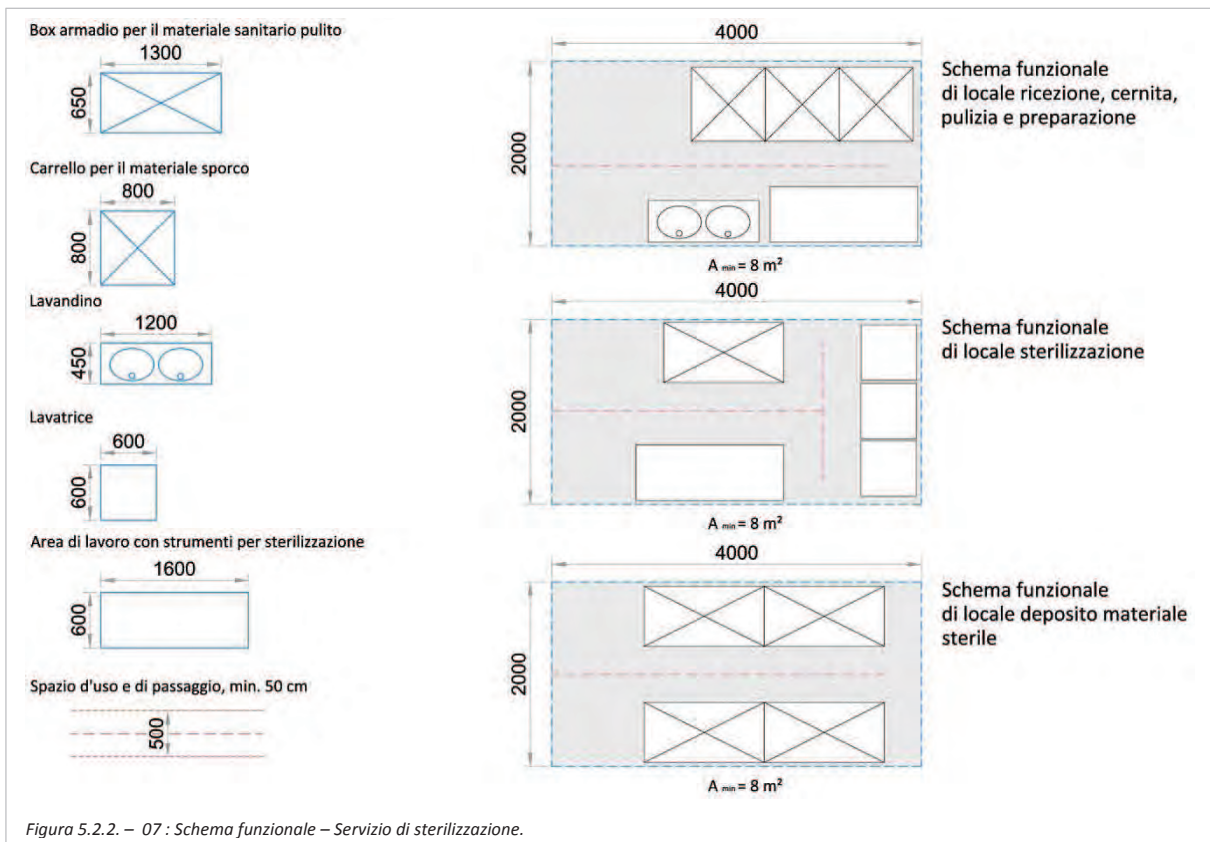 Box armadio per il materiale sanitario pulito
1300
650
Carrello per il materiale sporco
800
800
Lavandino
1200
450
Lavatrice
600
600
Area di lavoro con strumenti per sterilizzazione
1600
600
Spazio d'uso e di passaggio, min. 50 cm
500
4000
2000
A min = 8 m²
Schema funzionale
di locale ricezione, cernita,
pulizia e preparazione
4000
2000
A min = 8 m²
Schema funzionale
di locale sterilizzazione
4000
2000
A min = 8 m²
Schema funzionale
di locale deposito materiale
sterile
Figura 5.2.2. – 07 : Schema funzionale – Servizio di sterilizzazione.